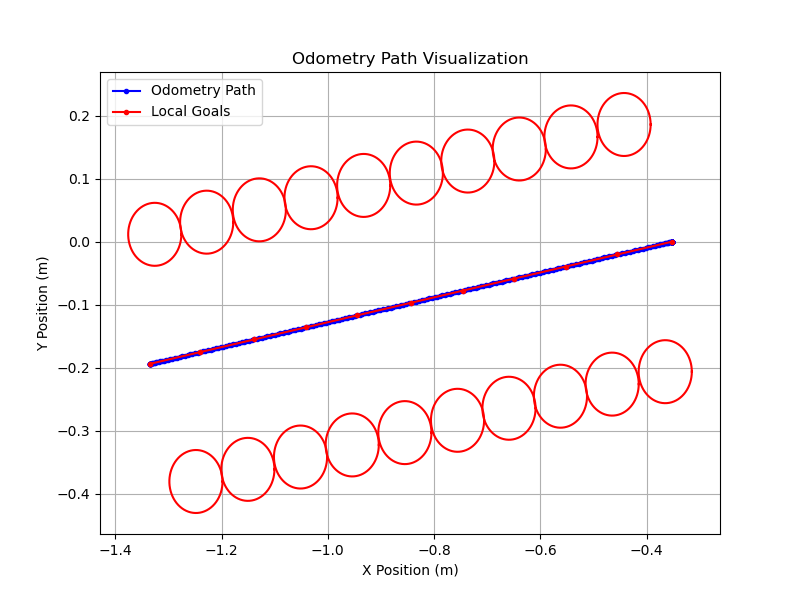 Odometry Path Visualization
Odometry Path
Local Goals
Y Position (m)
0.2
0.1
0.0
−0.1
−0.2
−0.3
−0.4
−1.4 −1.2 −1.0 −0.8 −0.6 −0.4
X Position (m)